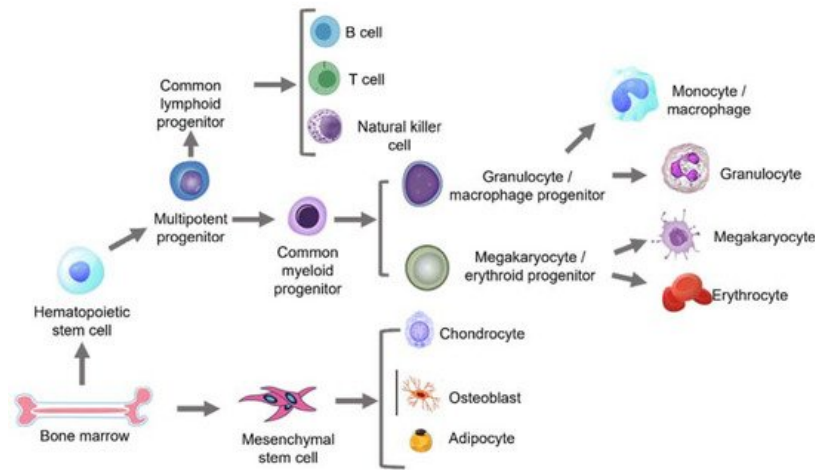 B cell
T cell
Natural killer
cell
Common
lymphoid
progenitor
Monocyte /
macrophage
Granulocyte /
macrophage progenitor
Granulocyte
Multipotent
progenitor
Common
myeloid
progenitor
Megakaryocyte /
erythroid progenitor
Megakaryocyte
Erythrocyte
Hematopoietic
stem cell
Chondrocyte
Osteoblast
Adipocyte
Bone marrow
Mesenchymal
stem cell